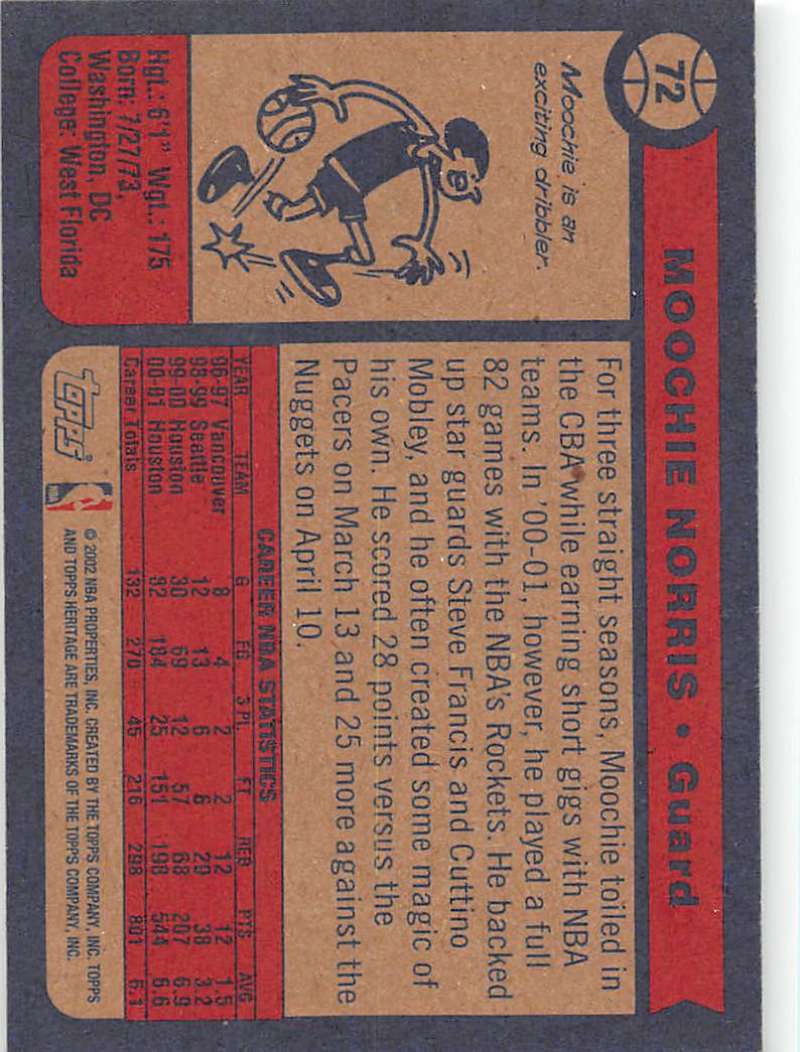 72
MOOCHIE NORRIS • Guard
Moochie is an
exciting dribbler.
Hgt.: 6'1" Wgt.: 175
Born: 7/27/73,
Washington, DC
College: West Florida
For three straight seasons, Moochie toiled in
the CBA while earning short gigs with NBA
teams. In '00-01, however, he played a full
82 games with the NBA's Rockets. He backed
up star guards Steve Francis and Cuttino
Mobley, and he often created some magic of
his own. He scored 28 points versus the
Pacers on March 13 and 25 more against the
Nuggets on April 10.
CAREER NBA STATISTICS
YEAR TEAM G FG 3 PT. FT REB PTS AVG
96-97 Vancouver 8 4 2 2 12 12 1.5
98-99 Seattle 12 13 6 6 20 38 3.2
99-00 Houston 30 69 12 57 68 207 6.9
00-01 Houston 82 184 25 151 198 544 6.6
Career Totals 132 270 45 216 298 801 6.1
Topps®
NBA
© 2002 NBA PROPERTIES, INC. CREATED BY THE TOPPS COMPANY, INC. TOPPS
AND TOPPS HERITAGE ARE TRADEMARKS OF THE TOPPS COMPANY, INC.